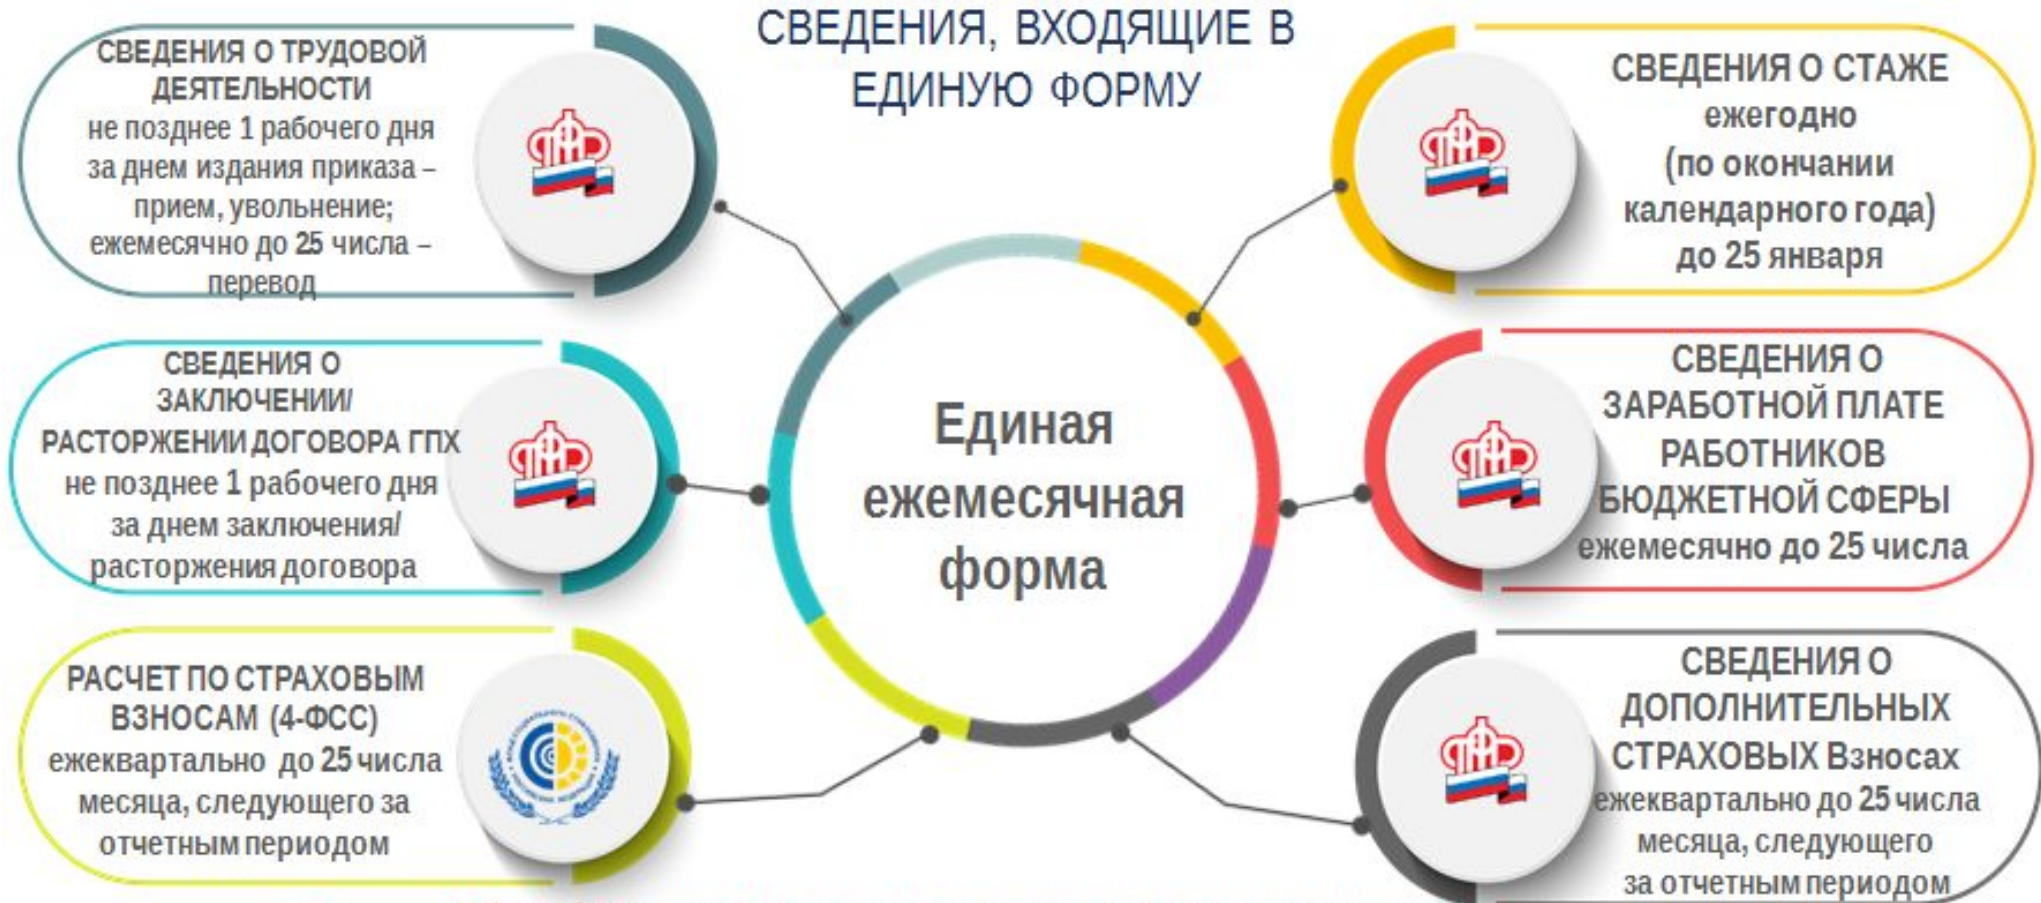 СВЕДЕНИЯ, ВХОДЯЩИЕ В
ЕДИНУЮ ФОРМУ
СВЕДЕНИЯ О ТРУДОВОЙ
ДЕЯТЕЛЬНОСТИ
не позднее 1 рабочего дня
за днем издания приказа –
прием, увольнение;
ежемесячно до 25 числа –
перевод
СВЕДЕНИЯ О
ЗАКЛЮЧЕНИИ/
РАСТОРЖЕНИИ ДОГОВОРА ГПХ
не позднее 1 рабочего дня
за днем заключения/
расторжения договора
РАСЧЕТ ПО СТРАХОВЫМ
ВЗНОСАМ (4-ФСС)
ежеквартально до 25 числа
месяца, следующего за
отчетным периодом
Единая
ежемесячная
форма
СВЕДЕНИЯ О СТАЖЕ
ежегодно
(по окончании
календарного года)
до 25 января
СВЕДЕНИЯ О
ЗАРАБОТНОЙ ПЛАТЕ
РАБОТНИКОВ
БЮДЖЕТНОЙ СФЕРЫ
ежемесячно до 25 числа
СВЕДЕНИЯ О
ДОПОЛНИТЕЛЬНЫХ
СТРАХОВЫХ Взносах
ежеквартально до 25 числа
месяца, следующего
за отчетным периодом